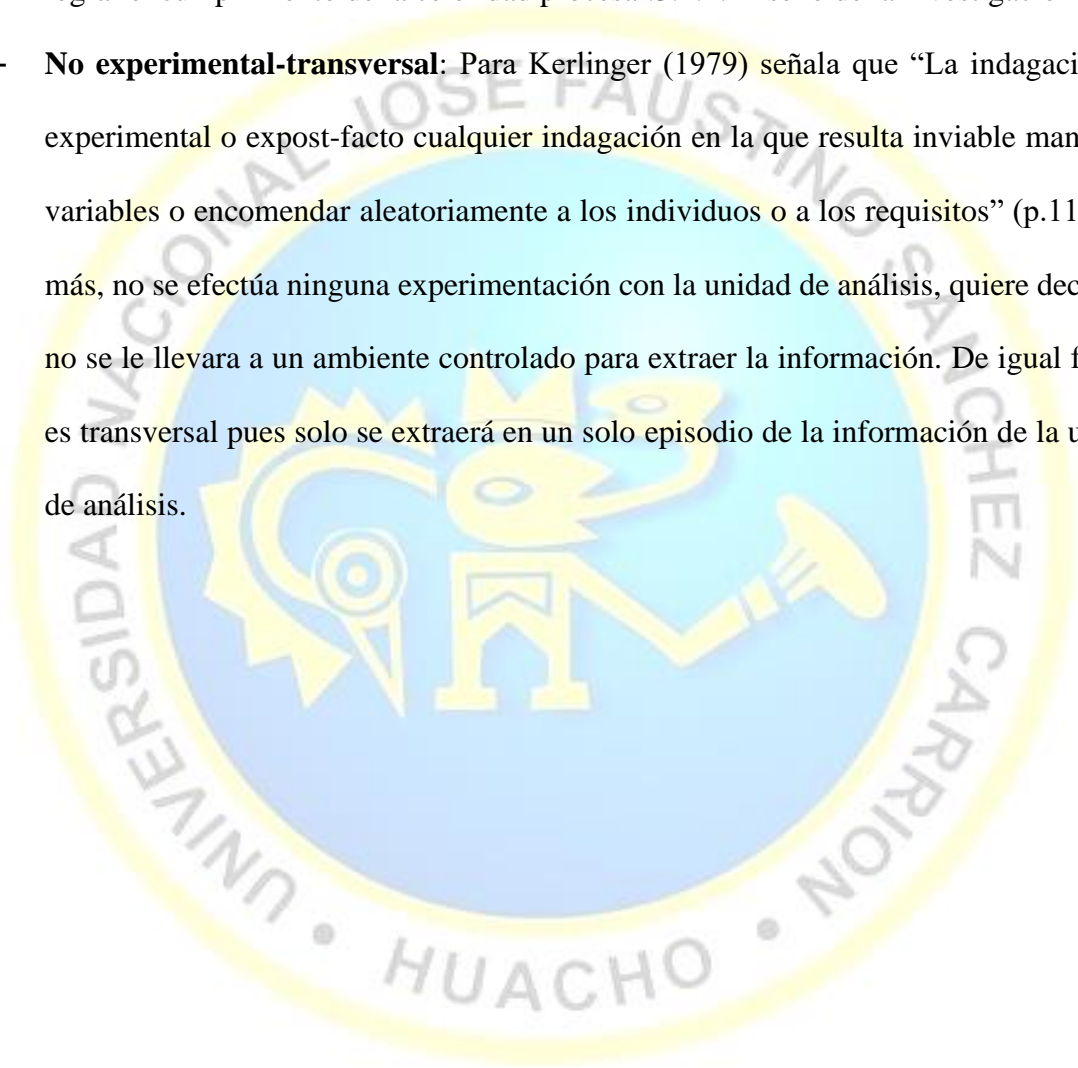 - No experimental-transversal: Para Kerlinger (1979) señala que “La indagaci
experimental o expost-facto cualquier indagación en la que resulta inviable man
variables o encomendar aleatoriamente a los individuos o a los requisitos” (p.11
más, no se efectúa ninguna experimentación con la unidad de análisis, quiere dec
no se le llevara a un ambiente controlado para extraer la información. De igual f
es transversal pues solo se extraerá en un solo episodio de la información de la u
de análisis.
UNIVERSIDAD NACIONAL JOSE FAUSTINO SANCHEZ CARRION
• HUACHO •